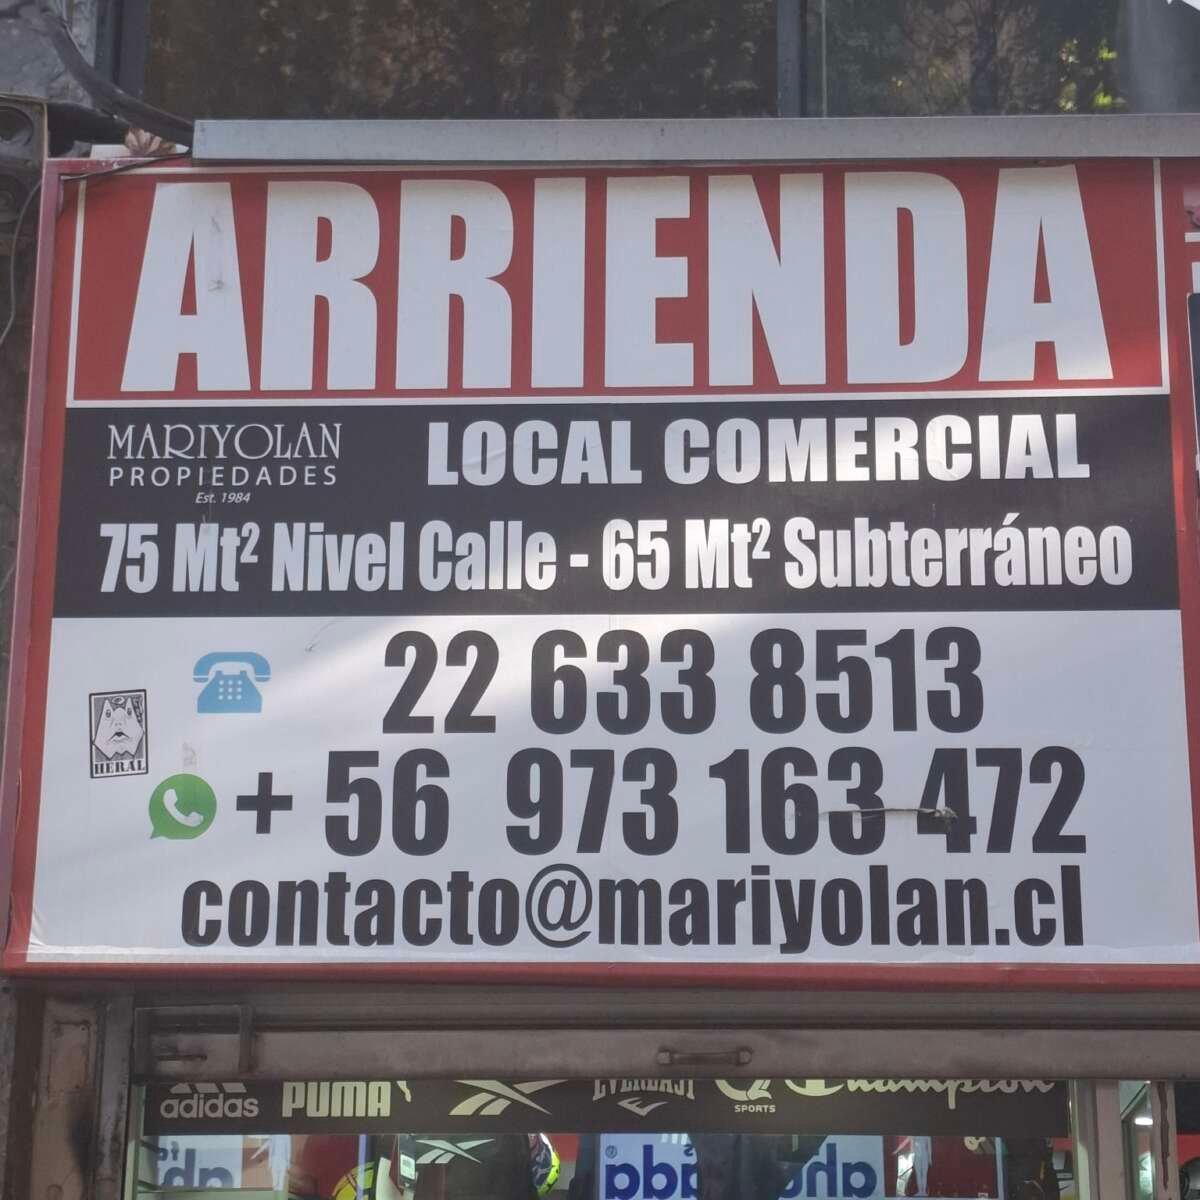 ARRIENDA
MARIYOLAN
PROPIEDADES
Est. 1984
LOCAL COMERCIAL
75 Mt² Nivel Calle - 65 Mt² Subterráneo
22 633 8513
HERAL
+ 56 973 163 472
contacto@mariyolan.cl
adidas PUMA EVERLAST SPORTS Champion